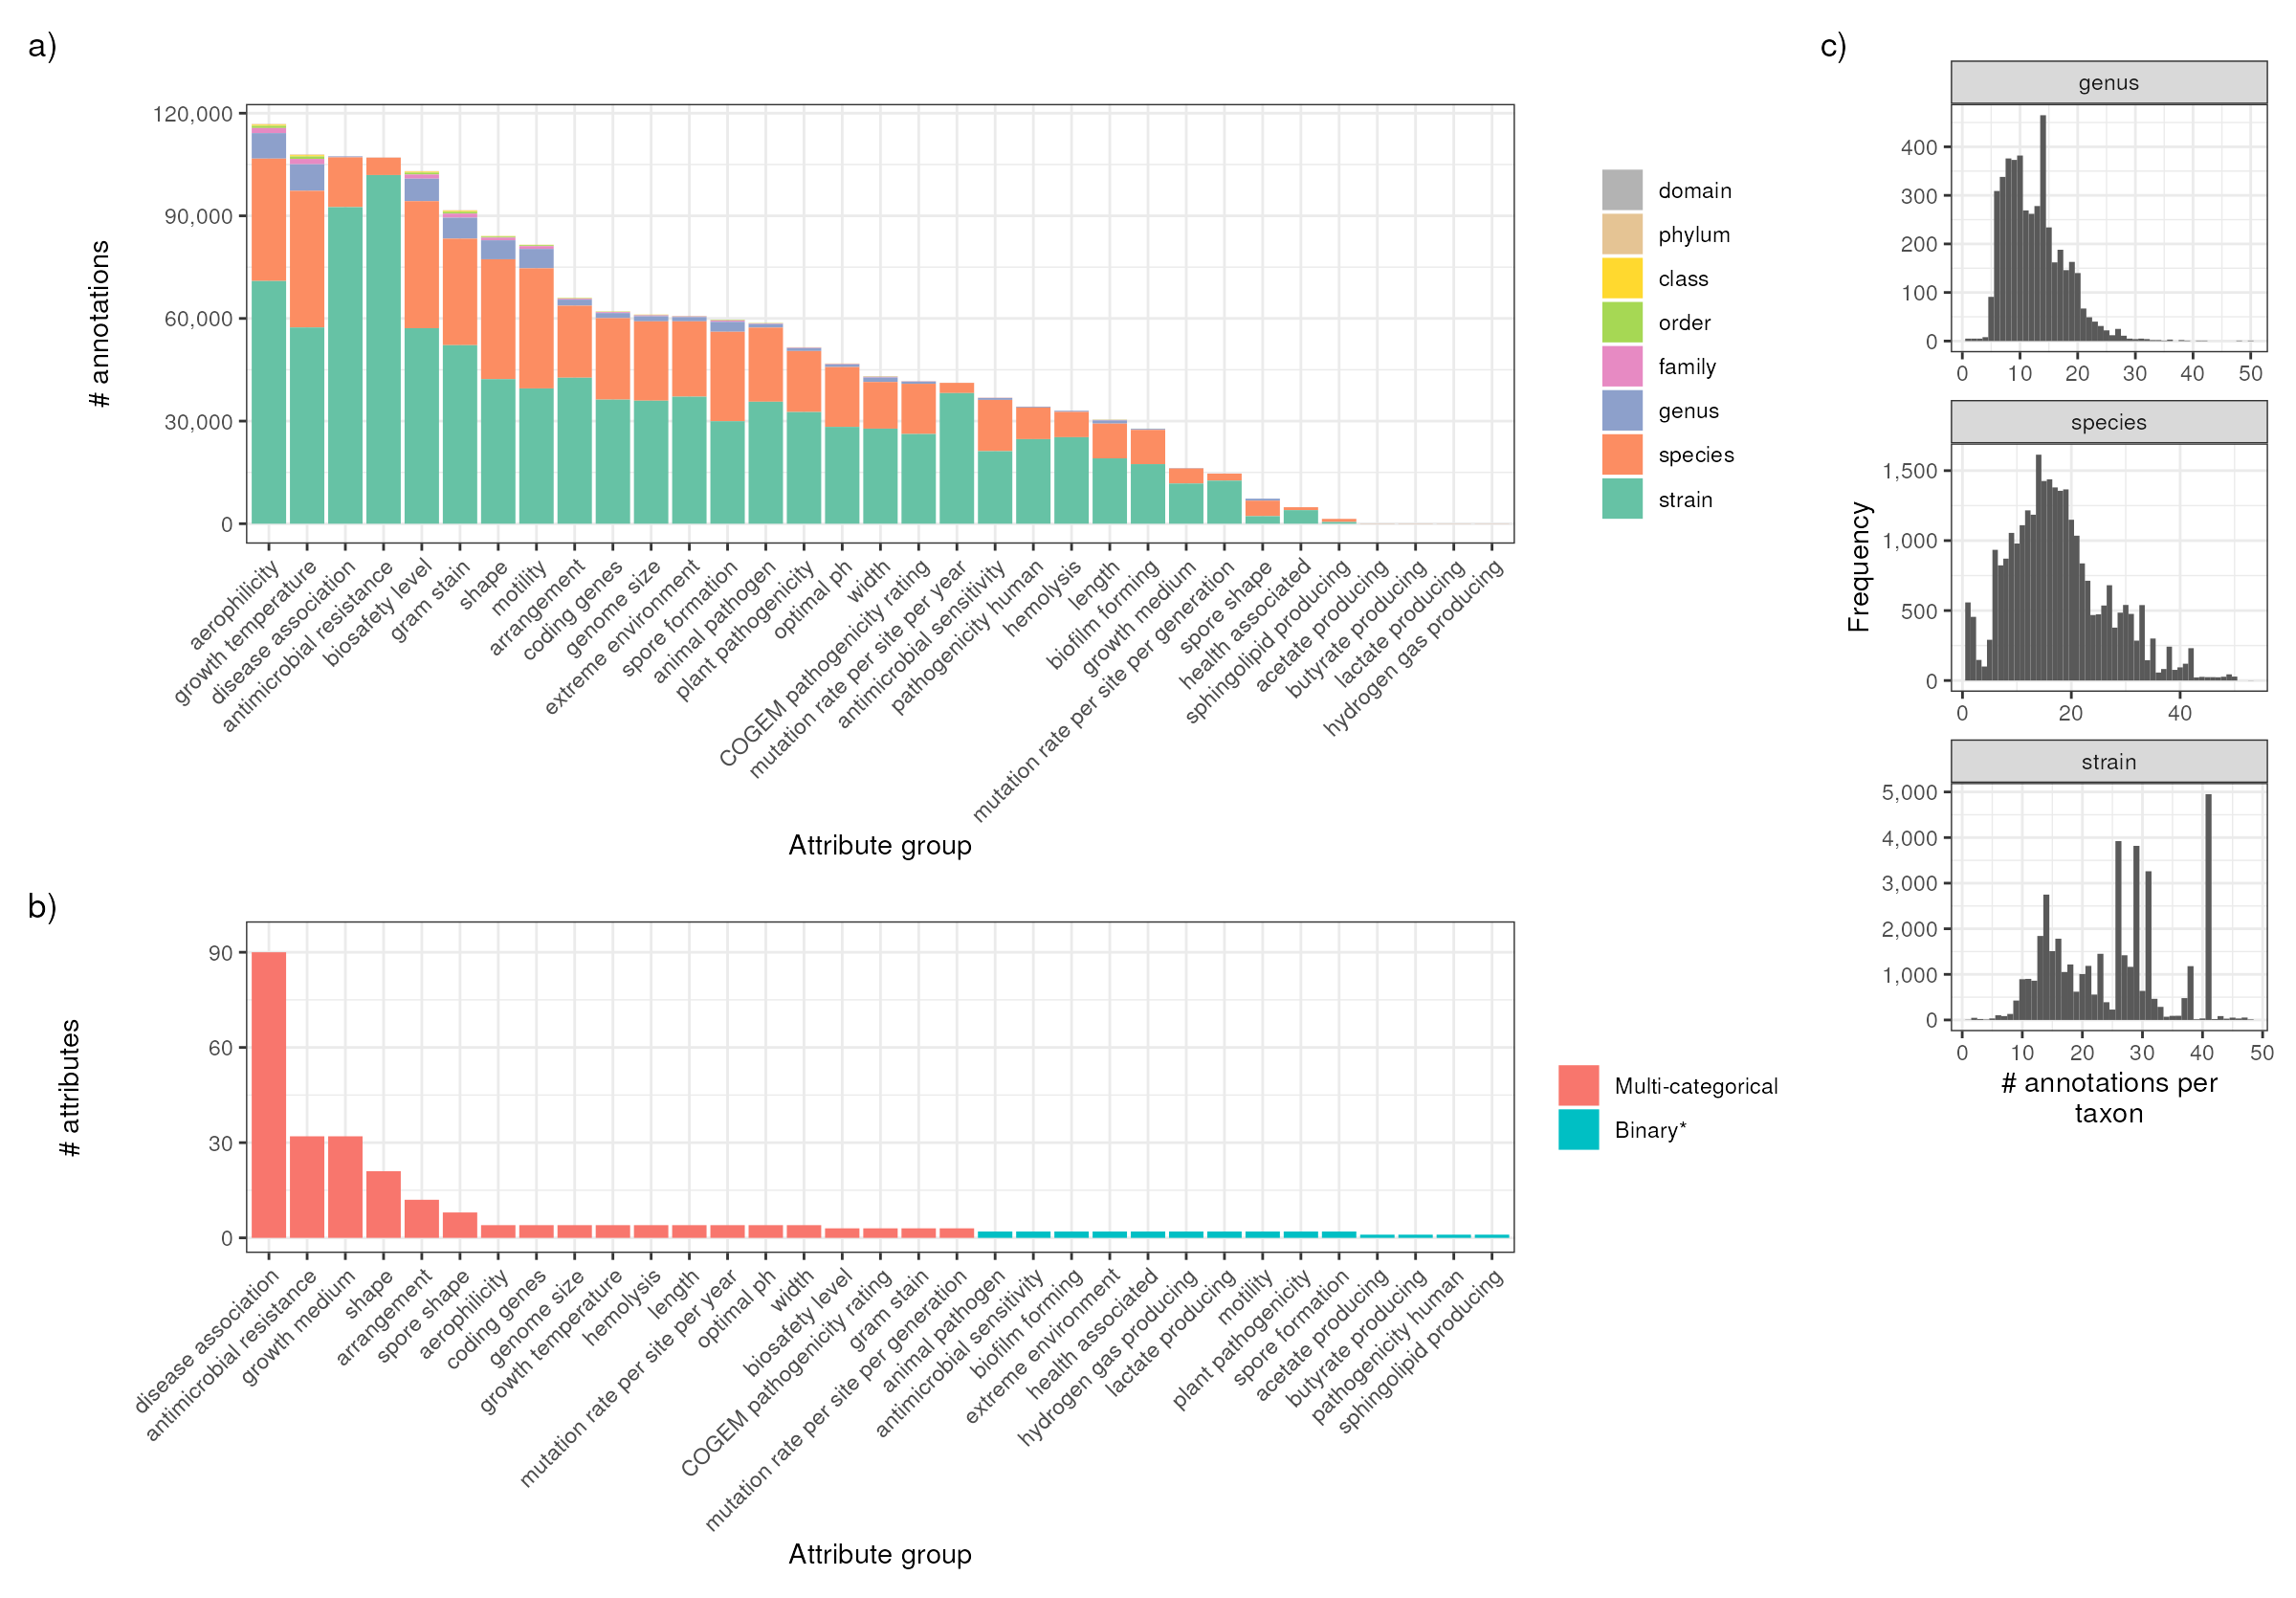 a)
120,000
90,000
60,000
30,000
0
# annotations
aerophilicity
growth temperature
disease association
antimicrobial resistance
biosafety level
gram stain
shape
motility
arrangement
coding genes
genome size
extreme environment
spore formation
animal pathogen
plant pathogenicity
optimal ph
width
COGEM pathogenicity rating
mutation rate per site per year
antimicrobial sensitivity
pathogenicity human
hemolysis
length
biofilm forming
growth medium
mutation rate per site per generation
spore shape
health associated
sphingolipid producing
acetate producing
butyrate producing
lactate producing
hydrogen gas producing
Attribute group
domain
phylum
class
order
family
genus
species
strain
b)
90
60
30
0
# attributes
disease association
antimicrobial resistance
growth medium
shape
arrangement
spore shape
aerophilicity
coding genes
genome size
growth temperature
hemolysis
length
mutation rate per site per year
optimal ph
width
biosafety level
COGEM pathogenicity rating
gram stain
mutation rate per site per generation
animal pathogen
antimicrobial sensitivity
biofilm forming
extreme environment
health associated
hydrogen gas producing
lactate producing
motility
plant pathogenicity
spore formation
acetate producing
butyrate producing
pathogenicity human
sphingolipid producing
Attribute group
Multi-categorical
Binary*
c)
genus
400
300
200
100
0
0 10 20 30 40 50
species
1,500
1,000
500
0
0 20 40
Frequency
strain
5,000
4,000
3,000
2,000
1,000
0
0 10 20 30 40 50
# annotations per
taxon